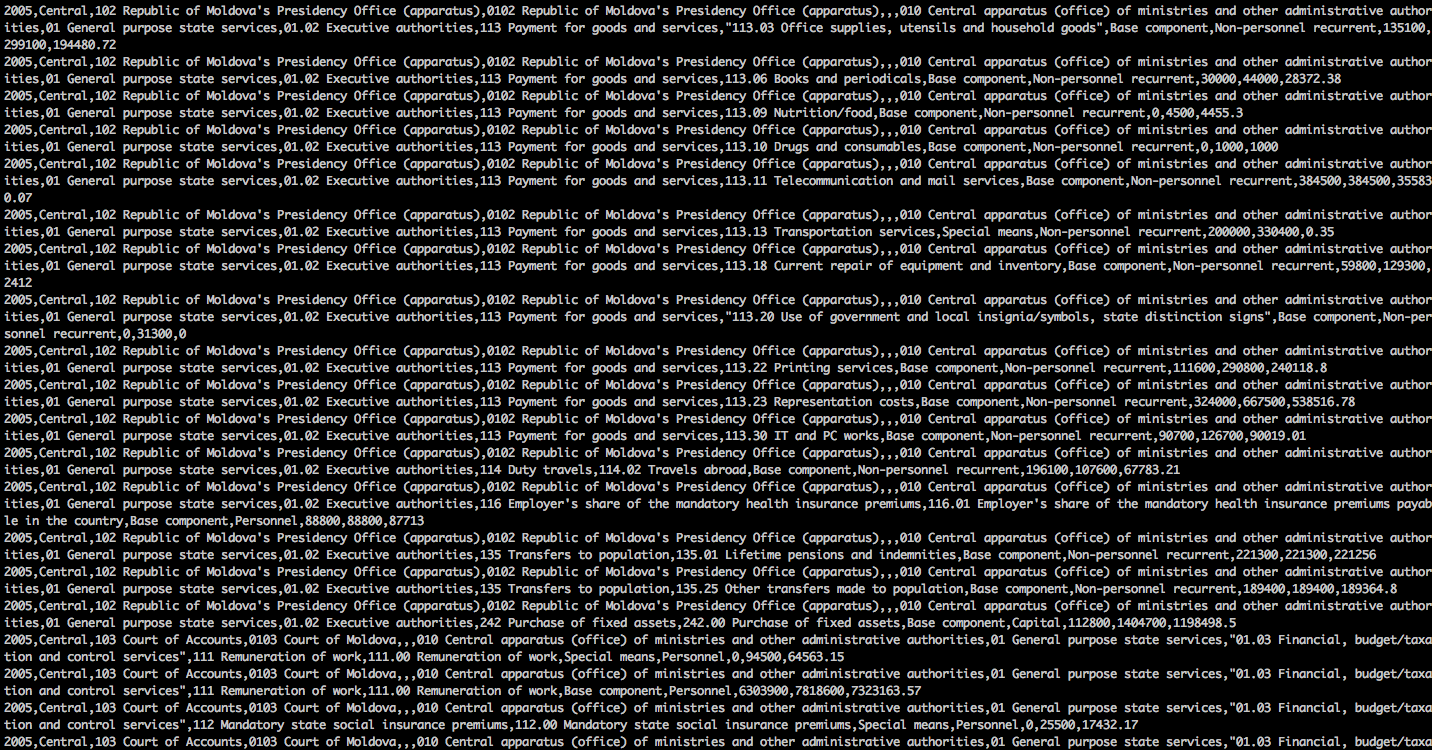 2005,Central,102 Republic of Moldova's Presidency Office (apparatus),0102 Republic of Moldova's Presidency Office (apparatus),,,010 Central apparatus (office) of ministries and other administrative author
ities,01 General purpose state services,01.02 Executive authorities,113 Payment for goods and services,"113.03 Office supplies, utensils and household goods",Base component,Non-personnel recurrent,135100,
299100,194480.72
2005,Central,102 Republic of Moldova's Presidency Office (apparatus),0102 Republic of Moldova's Presidency Office (apparatus),,,010 Central apparatus (office) of ministries and other administrative author
ities,01 General purpose state services,01.02 Executive authorities,113 Payment for goods and services,113.06 Books and periodicals,Base component,Non-personnel recurrent,30000,44000,28372.38
2005,Central,102 Republic of Moldova's Presidency Office (apparatus),0102 Republic of Moldova's Presidency Office (apparatus),,,010 Central apparatus (office) of ministries and other administrative author
ities,01 General purpose state services,01.02 Executive authorities,113 Payment for goods and services,113.09 Nutrition/food,Base component,Non-personnel recurrent,0,4500,4455.3
2005,Central,102 Republic of Moldova's Presidency Office (apparatus),0102 Republic of Moldova's Presidency Office (apparatus),,,010 Central apparatus (office) of ministries and other administrative author
ities,01 General purpose state services,01.02 Executive authorities,113 Payment for goods and services,113.10 Drugs and consumables,Base component,Non-personnel recurrent,0,1000,1000
2005,Central,102 Republic of Moldova's Presidency Office (apparatus),0102 Republic of Moldova's Presidency Office (apparatus),,,010 Central apparatus (office) of ministries and other administrative author
ities,01 General purpose state services,01.02 Executive authorities,113 Payment for goods and services,113.11 Telecommunication and mail services,Base component,Non-personnel recurrent,384500,384500,35583
0.07
2005,Central,102 Republic of Moldova's Presidency Office (apparatus),0102 Republic of Moldova's Presidency Office (apparatus),,,010 Central apparatus (office) of ministries and other administrative author
ities,01 General purpose state services,01.02 Executive authorities,113 Payment for goods and services,113.13 Transportation services,Special means,Non-personnel recurrent,200000,330400,0.35
2005,Central,102 Republic of Moldova's Presidency Office (apparatus),0102 Republic of Moldova's Presidency Office (apparatus),,,010 Central apparatus (office) of ministries and other administrative author
ities,01 General purpose state services,01.02 Executive authorities,113 Payment for goods and services,113.18 Current repair of equipment and inventory,Base component,Non-personnel recurrent,59800,129300,
2412
2005,Central,102 Republic of Moldova's Presidency Office (apparatus),0102 Republic of Moldova's Presidency Office (apparatus),,,010 Central apparatus (office) of ministries and other administrative author
ities,01 General purpose state services,01.02 Executive authorities,113 Payment for goods and services,"113.20 Use of government and local insignia/symbols, state distinction signs",Base component,Non-per
sonnel recurrent,0,31300,0
2005,Central,102 Republic of Moldova's Presidency Office (apparatus),0102 Republic of Moldova's Presidency Office (apparatus),,,010 Central apparatus (office) of ministries and other administrative author
ities,01 General purpose state services,01.02 Executive authorities,113 Payment for goods and services,113.22 Printing services,Base component,Non-personnel recurrent,111600,290800,240118.8
2005,Central,102 Republic of Moldova's Presidency Office (apparatus),0102 Republic of Moldova's Presidency Office (apparatus),,,010 Central apparatus (office) of ministries and other administrative author
ities,01 General purpose state services,01.02 Executive authorities,113 Payment for goods and services,113.23 Representation costs,Base component,Non-personnel recurrent,324000,667500,538516.78
2005,Central,102 Republic of Moldova's Presidency Office (apparatus),0102 Republic of Moldova's Presidency Office (apparatus),,,010 Central apparatus (office) of ministries and other administrative author
ities,01 General purpose state services,01.02 Executive authorities,113 Payment for goods and services,113.30 IT and PC works,Base component,Non-personnel recurrent,90700,126700,90019.01
2005,Central,102 Republic of Moldova's Presidency Office (apparatus),0102 Republic of Moldova's Presidency Office (apparatus),,,010 Central apparatus (office) of ministries and other administrative author
ities,01 General purpose state services,01.02 Executive authorities,114 Duty travels,114.02 Travels abroad,Base component,Non-personnel recurrent,196100,107600,67783.21
2005,Central,102 Republic of Moldova's Presidency Office (apparatus),0102 Republic of Moldova's Presidency Office (apparatus),,,010 Central apparatus (office) of ministries and other administrative author
ities,01 General purpose state services,01.02 Executive authorities,116 Employer's share of the mandatory health insurance premiums,116.01 Employer's share of the mandatory health insurance premiums payab
le in the country,Base component,Personnel,88800,88800,87713
2005,Central,102 Republic of Moldova's Presidency Office (apparatus),0102 Republic of Moldova's Presidency Office (apparatus),,,010 Central apparatus (office) of ministries and other administrative author
ities,01 General purpose state services,01.02 Executive authorities,135 Transfers to population,135.01 Lifetime pensions and indemnities,Base component,Non-personnel recurrent,221300,221300,221256
2005,Central,102 Republic of Moldova's Presidency Office (apparatus),0102 Republic of Moldova's Presidency Office (apparatus),,,010 Central apparatus (office) of ministries and other administrative author
ities,01 General purpose state services,01.02 Executive authorities,135 Transfers to population,135.25 Other transfers made to population,Base component,Non-personnel recurrent,189400,189400,189364.8
2005,Central,102 Republic of Moldova's Presidency Office (apparatus),0102 Republic of Moldova's Presidency Office (apparatus),,,010 Central apparatus (office) of ministries and other administrative author
ities,01 General purpose state services,01.02 Executive authorities,242 Purchase of fixed assets,242.00 Purchase of fixed assets,Base component,Capital,112800,1404700,1198498.5
2005,Central,103 Court of Accounts,0103 Court of Moldova,,,010 Central apparatus (office) of ministries and other administrative authorities,01 General purpose state services,"01.03 Financial, budget/taxa
tion and control services",111 Remuneration of work,111.00 Remuneration of work,Special means,Personnel,0,94500,64563.15
2005,Central,103 Court of Accounts,0103 Court of Moldova,,,010 Central apparatus (office) of ministries and other administrative authorities,01 General purpose state services,"01.03 Financial, budget/taxa
tion and control services",111 Remuneration of work,111.00 Remuneration of work,Base component,Personnel,6303900,7818600,7323163.57
2005,Central,103 Court of Accounts,0103 Court of Moldova,,,010 Central apparatus (office) of ministries and other administrative authorities,01 General purpose state services,"01.03 Financial, budget/taxa
tion and control services",112 Mandatory state social insurance premiums,112.00 Mandatory state social insurance premiums,Special means,Personnel,0,25500,17432.17
2005,Central,103 Court of Accounts,0103 Court of Moldova,,,010 Central apparatus (office) of ministries and other administrative authorities,01 General purpose state services,"01.03 Financial, budget/taxa